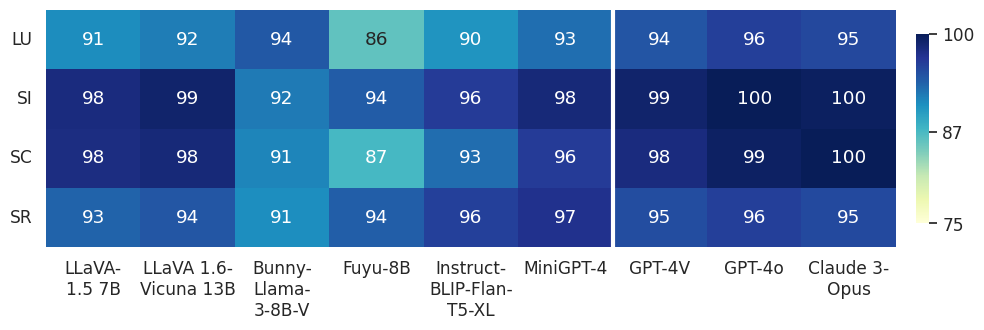 LU 91 92 94 86 90 93 94 96 95
SI 98 99 92 94 96 98 99 100 100
SC 98 98 91 87 93 96 98 99 100
SR 93 94 91 94 96 97 95 96 95
LLaVA-
1.5 7B
LLaVA 1.6-
Vicuna 13B
Bunny-
Llama-
3-8B-V
Fuyu-8B
Instruct-
BLIP-Flan-
T5-XL
MiniGPT-4
GPT-4V
GPT-4o
Claude 3-
Opus
100
87
75